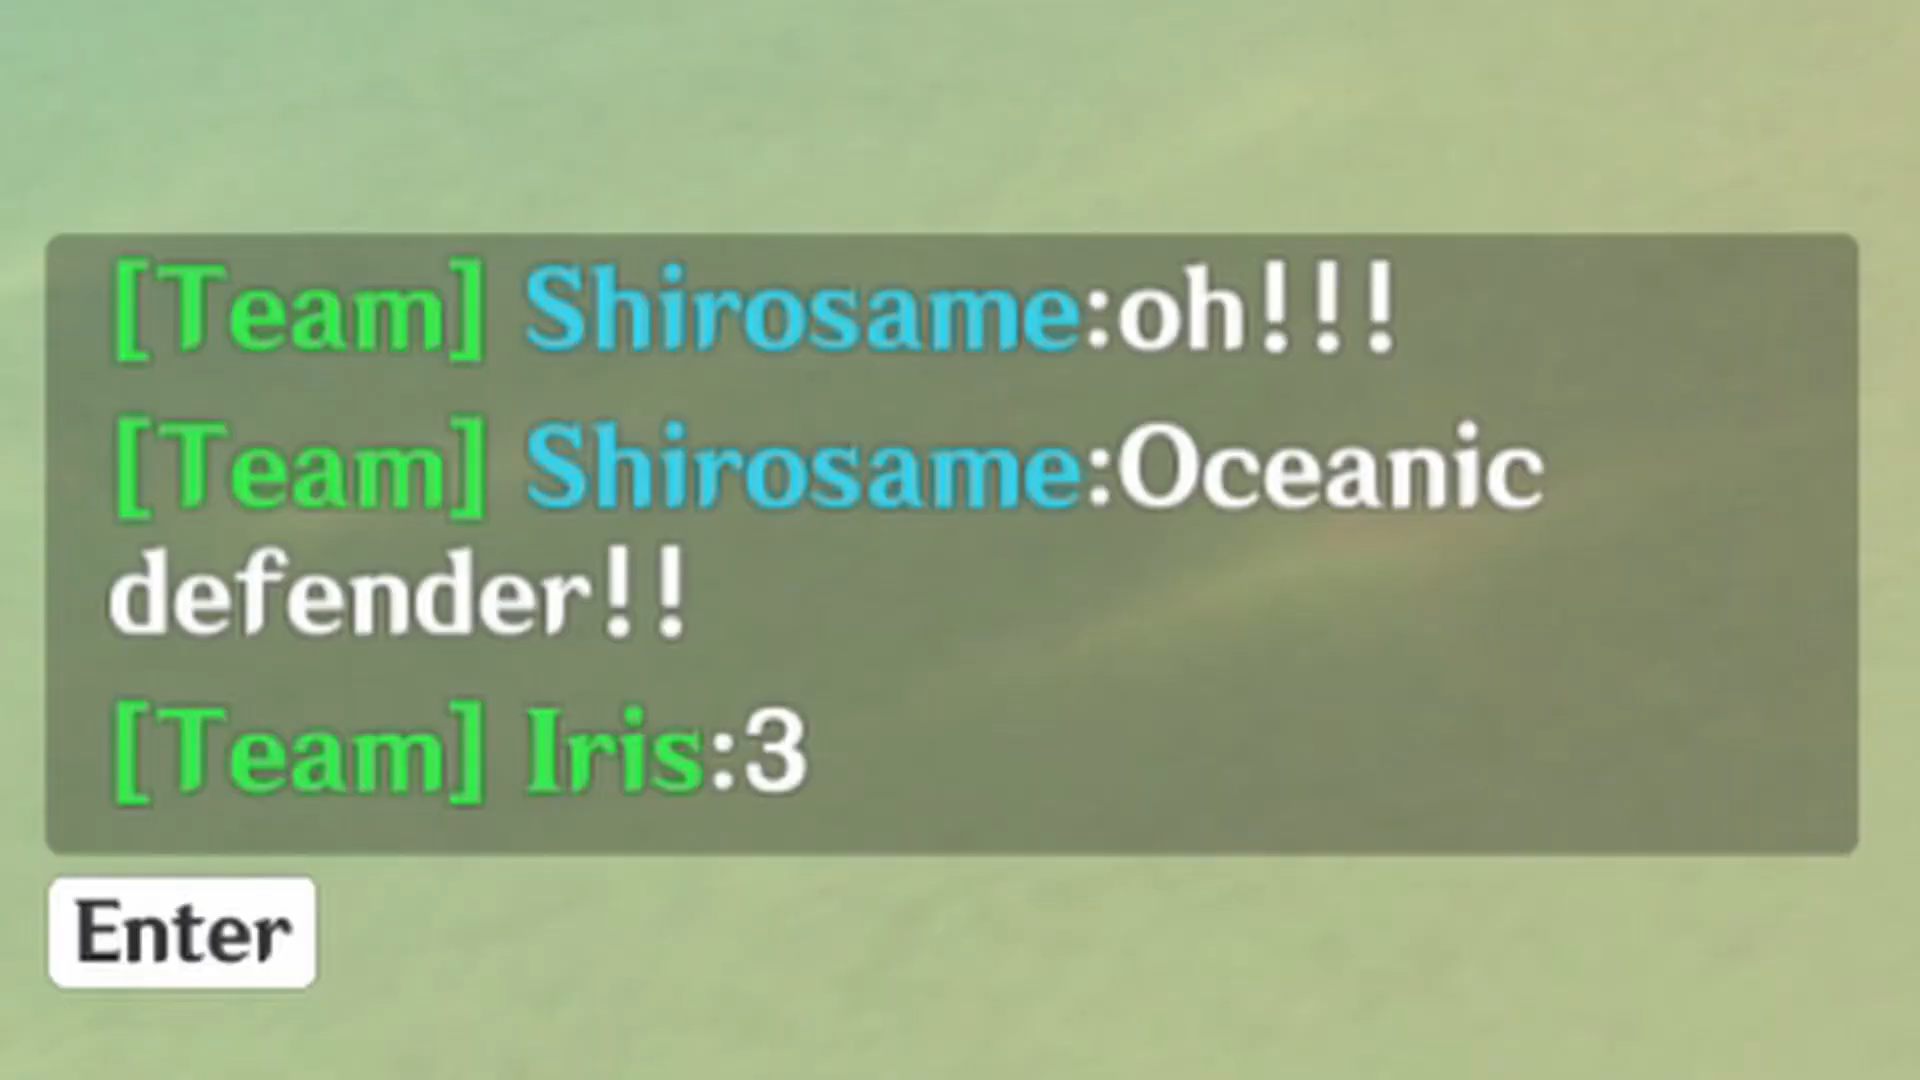 [Team] Shirosame:oh!!!
[Team] Shirosame:Oceanic
defender!!
[Team] Iris:3
Enter